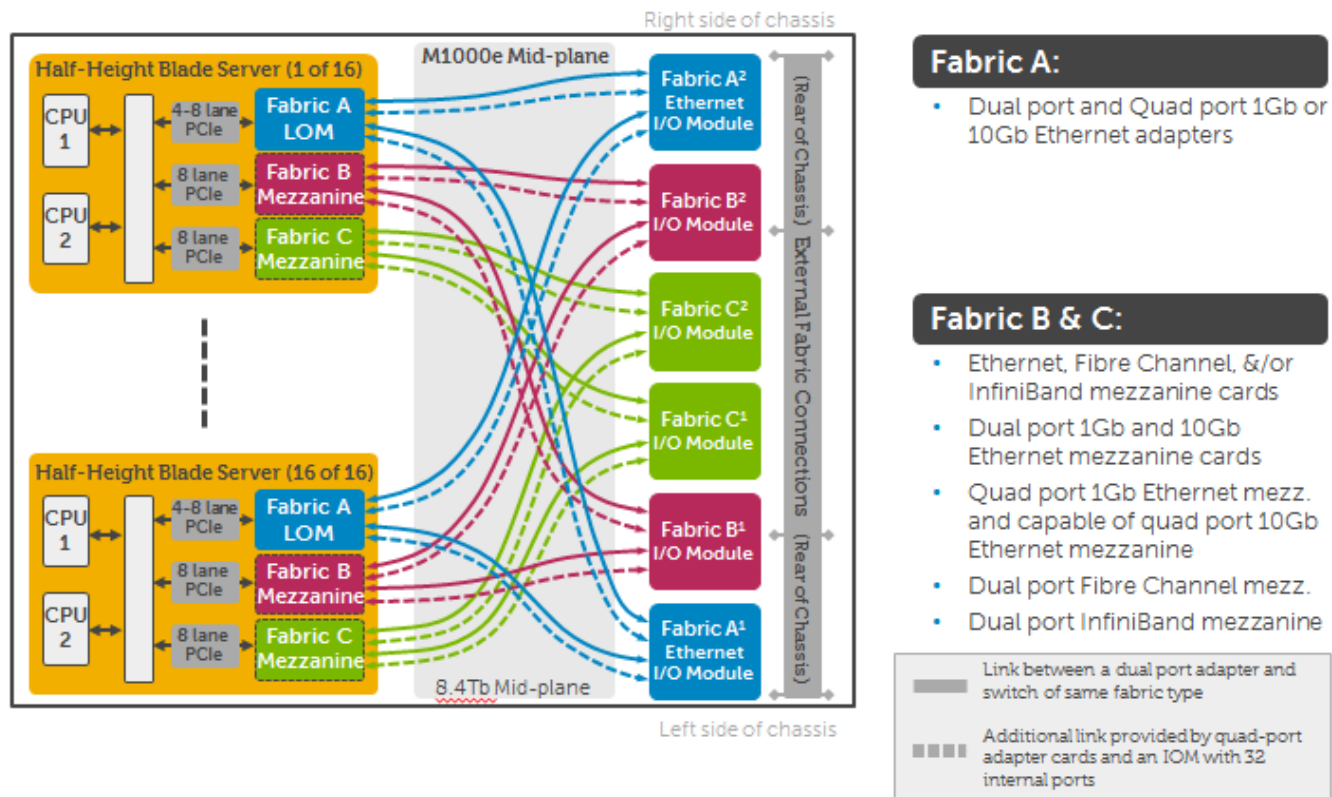 Right side of chassis
M1000e Mid-plane
Half-Height Blade Server (1 of 16)
CPU
1
CPU
2
4-8 lane
PCIe
8 lane
PCIe
8 lane
PCIe
Fabric A
LOM
Fabric B
Mezzanine
Fabric C
Mezzanine
Half-Height Blade Server (16 of 16)
CPU
1
CPU
2
4-8 lane
PCIe
8 lane
PCIe
8 lane
PCIe
Fabric A
LOM
Fabric B
Mezzanine
Fabric C
Mezzanine
8.4Tb Mid-plane
Fabric A²
Ethernet
I/O Module
Fabric B²
I/O Module
Fabric C²
I/O Module
Fabric C¹
I/O Module
Fabric B¹
I/O Module
Fabric A¹
Ethernet
I/O Module
(Rear of Chassis) External Fabric Connections (Rear of Chassis)
Left side of chassis
Fabric A:
• Dual port and Quad port 1Gb or
10Gb Ethernet adapters
Fabric B & C:
• Ethernet, Fibre Channel, &/or
InfiniBand mezzanine cards
• Dual port 1Gb and 10Gb
Ethernet mezzanine cards
• Quad port 1Gb Ethernet mezz.
and capable of quad port 10Gb
Ethernet mezzanine
• Dual port Fibre Channel mezz.
• Dual port InfiniBand mezzanine
Link between a dual port adapter and
switch of same fabric type
Additional link provided by quad-port
adapter cards and an IOM with 32
internal ports